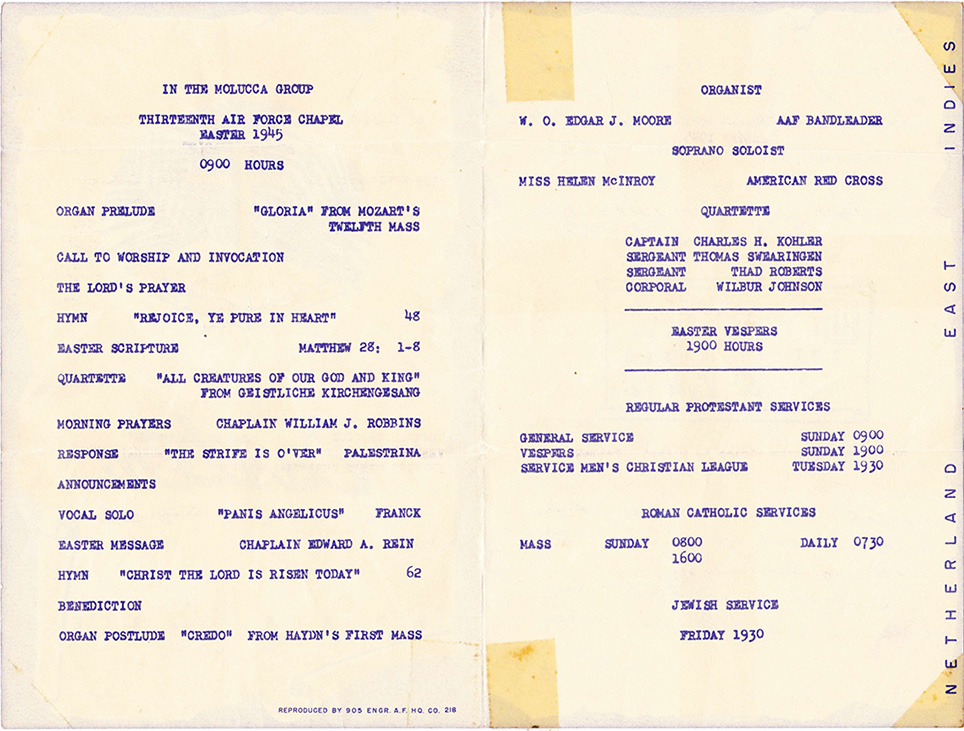 IN THE MOLUCCA GROUP
THIRTEENTH AIR FORCE CHAPEL
EASTER 1945
0900 HOURS
ORGAN PRELUDE "GLORIA" FROM MOZART'S
TWELFTH MASS
CALL TO WORSHIP AND INVOCATION
THE LORD'S PRAYER
HYMN "REJOICE, YE PURE IN HEART" 48
EASTER SCRIPTURE MATTHEW 28: 1-8
QUARTETTE "ALL CREATURES OF OUR GOD AND KING"
FROM GEISTLICHE KIRCHENGESANG
MORNING PRAYERS CHAPLAIN WILLIAM J. ROBBINS
RESPONSE "THE STRIFE IS O'VER" PALESTRINA
ANNOUNCEMENTS
VOCAL SOLO "PANIS ANGELICUS" FRANCK
EASTER MESSAGE CHAPLAIN EDWARD A. REIN
HYMN "CHRIST THE LORD IS RISEN TODAY" 62
BENEDICTION
ORGAN POSTLUDE "CREDO" FROM HAYDN'S FIRST MASS
REPRODUCED BY 905 ENGR. A.F. HQ. CO. 218
ORGANIST
W. O. EDGAR J. MOORE AAF BANDLEADER
SOPRANO SOLOIST
MISS HELEN McINROY AMERICAN RED CROSS
QUARTETTE
CAPTAIN CHARLES H. KOHLER
SERGEANT THOMAS SWEARINGEN
SERGEANT THAD ROBERTS
CORPORAL WILBUR JOHNSON
EASTER VESPERS
1900 HOURS
REGULAR PROTESTANT SERVICES
GENERAL SERVICE SUNDAY 0900
VESPERS SUNDAY 1900
SERVICE MEN'S CHRISTIAN LEAGUE TUESDAY 1930
ROMAN CATHOLIC SERVICES
MASS SUNDAY 0800 DAILY 0730
1600
JEWISH SERVICE
FRIDAY 1930
NETHERLAND EAST INDIES